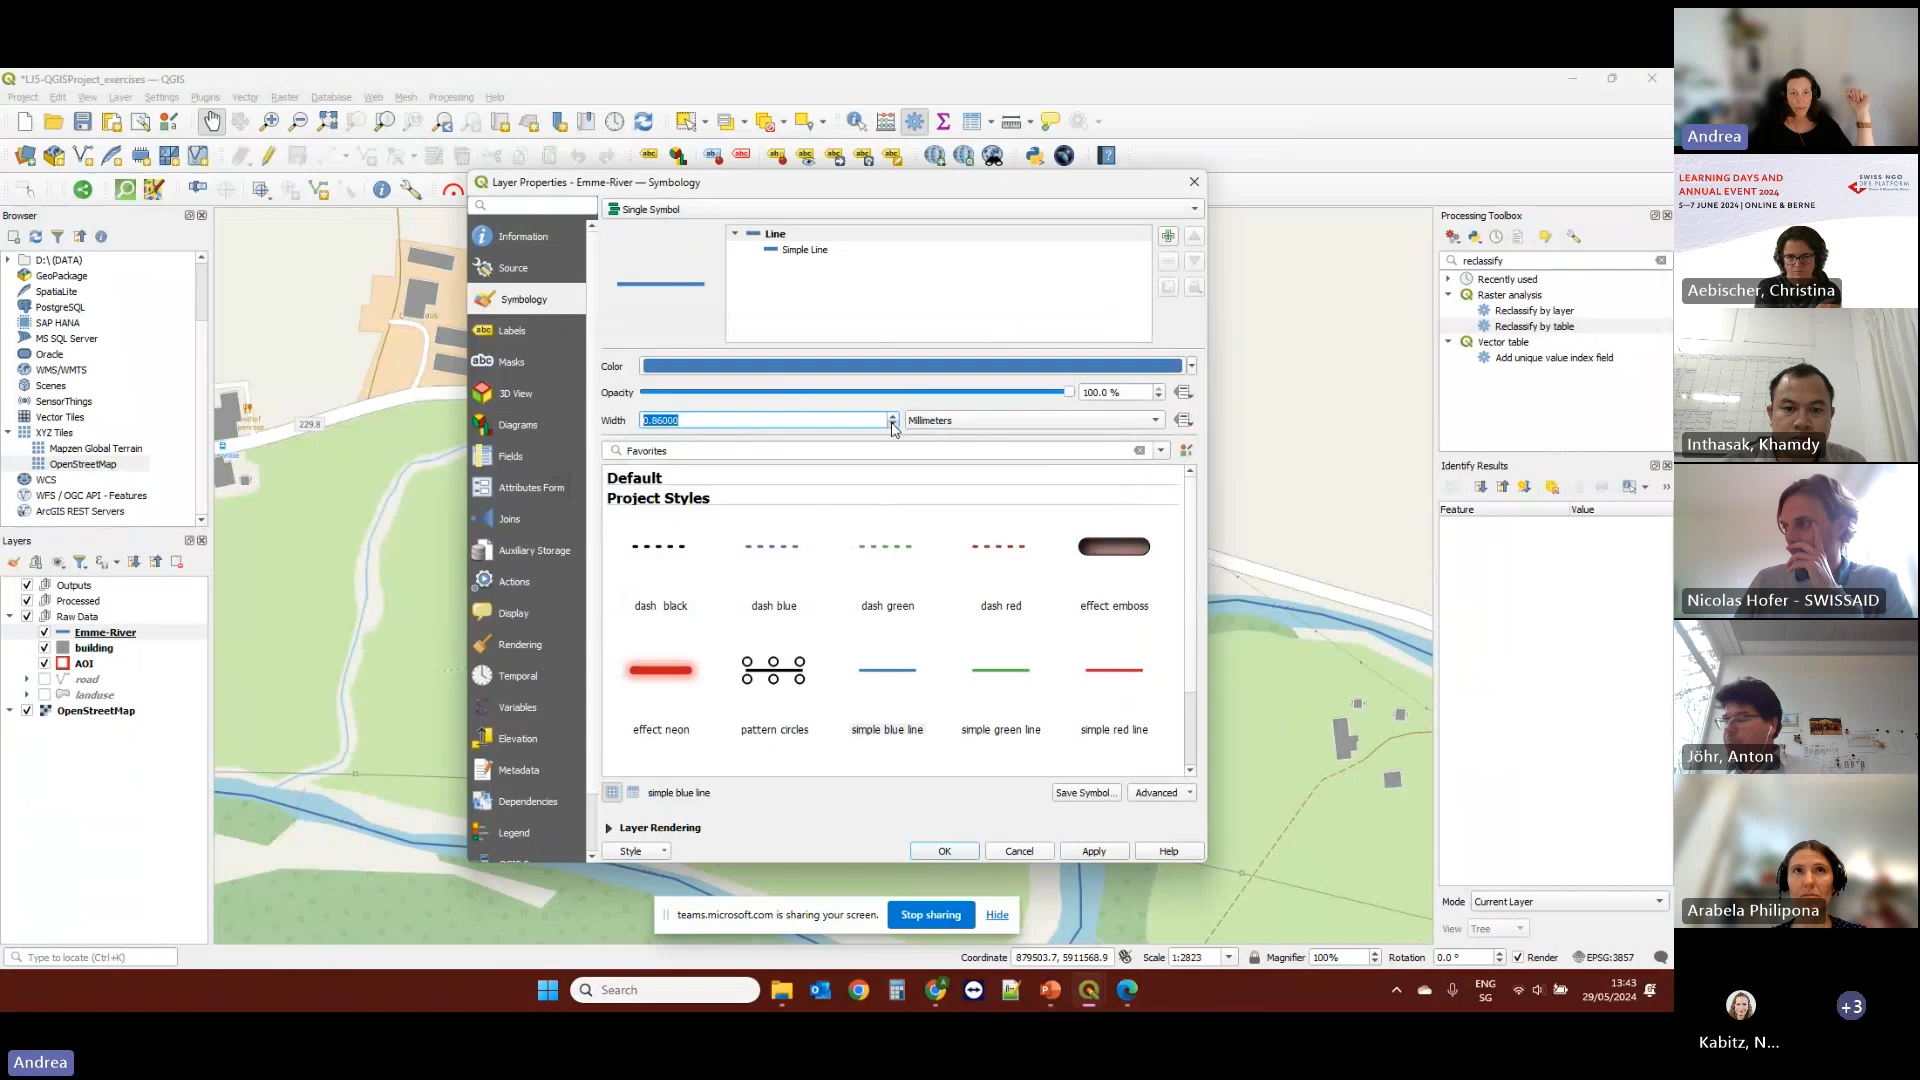 *LJ5-QGISProject_exercises — QGIS
Project Edit View Layer Settings Plugins Vector Raster Database Web Mesh Processing Help
Browser
D:\ (DATA)
GeoPackage
SpatiaLite
PostgreSQL
SAP HANA
MS SQL Server
Oracle
WMS/WMTS
Scenes
SensorThings
Vector Tiles
XYZ Tiles
Mapzen Global Terrain
OpenStreetMap
WCS
WFS / OGC API - Features
ArcGIS REST Servers
Layers
Outputs
Processed
Raw Data
Emme-River
building
AOI
road
landuse
OpenStreetMap
Type to locate (Ctrl+K)
229.8
Layer Properties - Emme-River — Symbology
Information
Source
Symbology
Labels
Masks
3D View
Diagrams
Fields
Attributes Form
Joins
Auxiliary Storage
Actions
Display
Rendering
Temporal
Variables
Elevation
Metadata
Dependencies
Legend
Single Symbol
Line
Simple Line
Color
Opacity 100.0 %
Width 0.86000 Millimeters
Favorites
Default
Project Styles
dash black
dash blue
dash green
dash red
effect emboss
effect neon
pattern circles
simple blue line
simple green line
simple red line
simple blue line
Save Symbol... Advanced
Layer Rendering
Style OK Cancel Apply Help
teams.microsoft.com is sharing your screen. Stop sharing Hide
Processing Toolbox
reclassify
Recently used
Raster analysis
Reclassify by layer
Reclassify by table
Vector table
Add unique value index field
Identify Results
Feature Value
Mode Current Layer
View Tree
Coordinate 879503.7, 5911568.9 Scale 1:2823 Magnifier 100% Rotation 0.0 ° Render EPSG:3857
Search
ENG
SG
13:43
29/05/2024
Andrea
Andrea
LEARNING DAYS AND
ANNUAL EVENT 2024
5—7 JUNE 2024 | ONLINE & BERNE
SWISS NGO
DRR PLATFORM
Aebischer, Christina
Inthasak, Khamdy
Nicolas Hofer - SWISSAID
Jöhr, Anton
Arabela Philipona
+3
Kabitz, N...